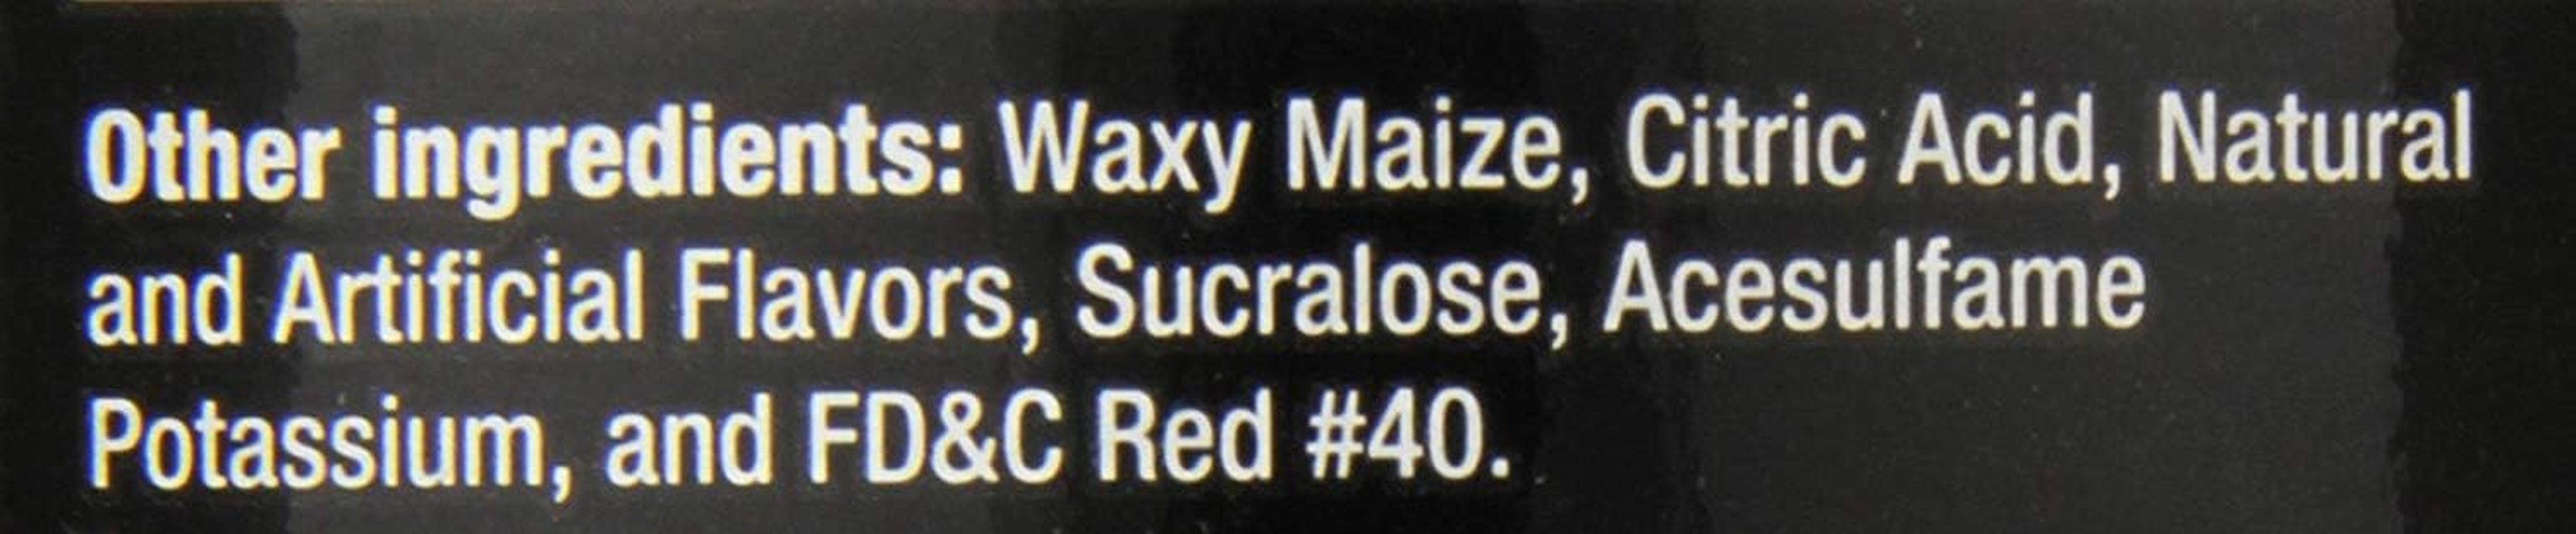 Other ingredients: Waxy Maize, Citric Acid, Natural
and Artificial Flavors, Sucralose, Acesulfame
Potassium, and FD&C Red #40.